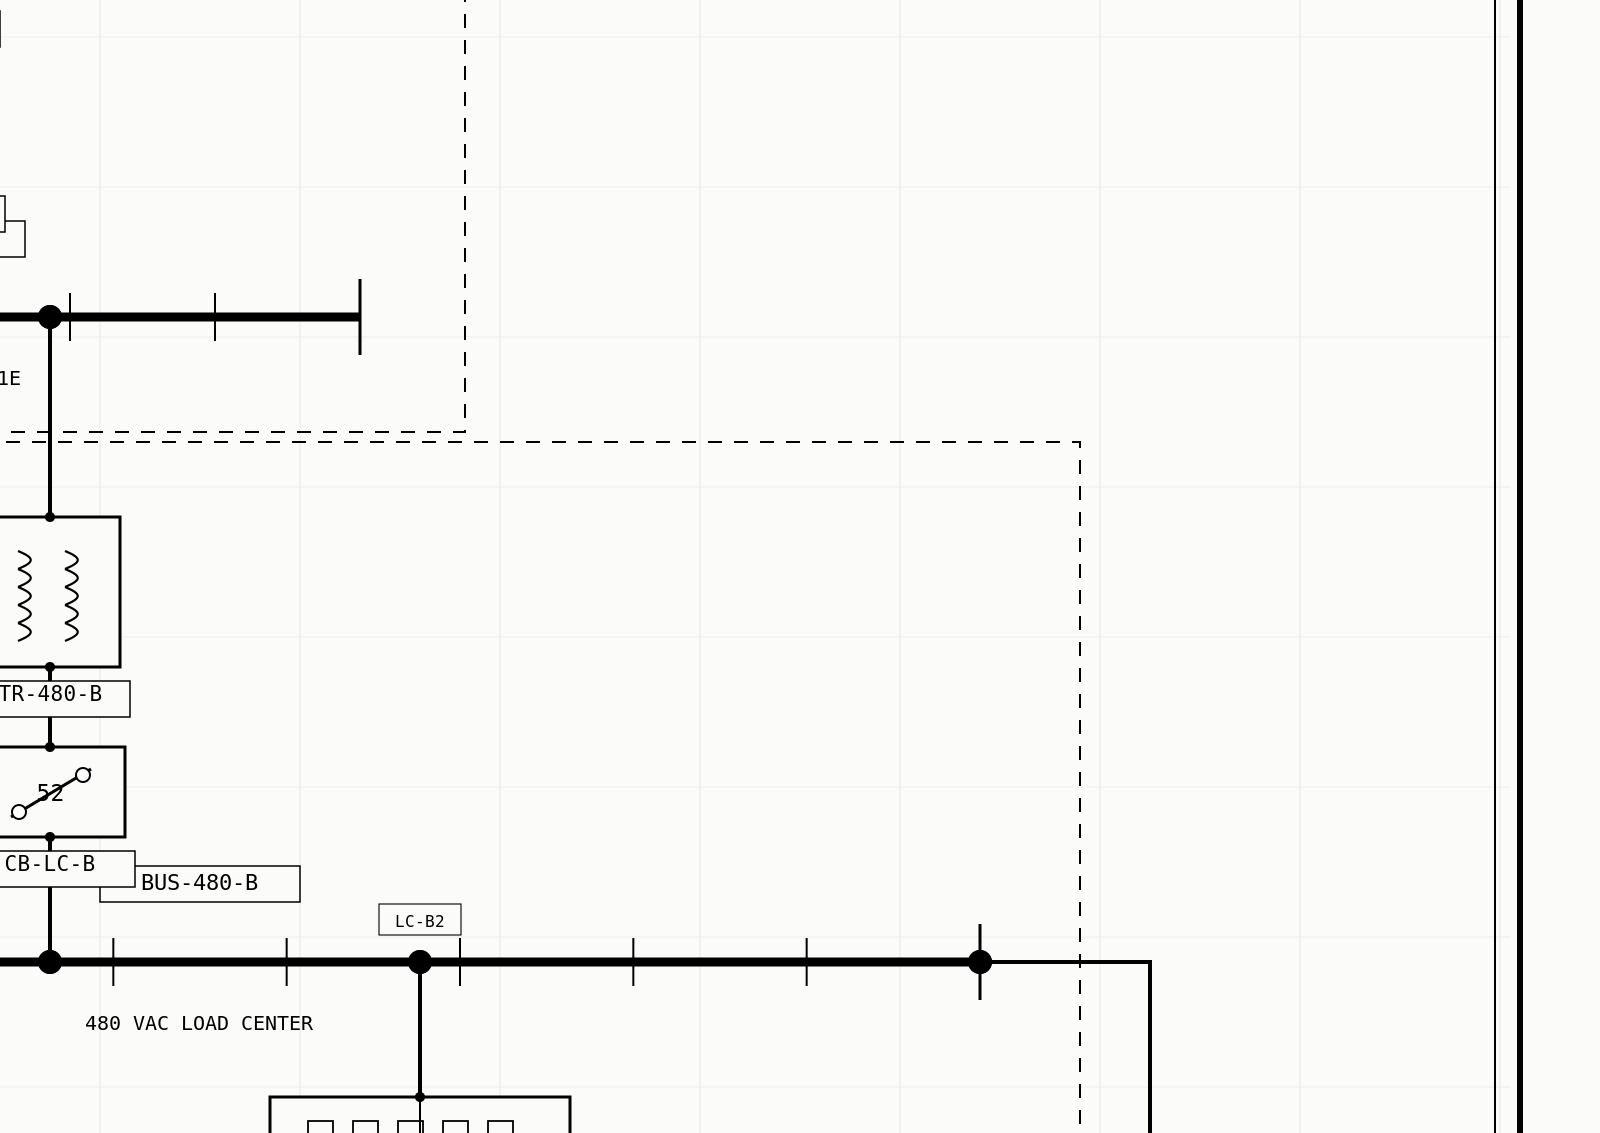 1E
TR-480-B
52
CB-LC-B
BUS-480-B
LC-B2
480 VAC LOAD CENTER